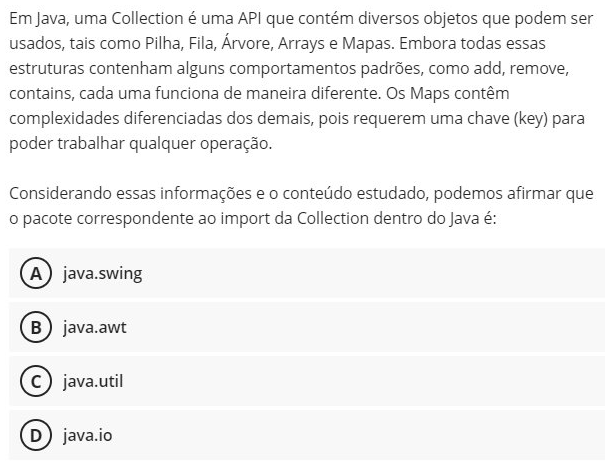 Em Java, uma Collection é uma API que contém diversos objetos que podem ser
usados, tais como Pilha, Fila, Árvore, Arrays e Mapas. Embora todas essas
estruturas contenham alguns comportamentos padrões, como add, remove,
contains, cada uma funciona de maneira diferente. Os Maps contêm
complexidades diferenciadas dos demais, pois requerem uma chave (key) para
poder trabalhar qualquer operação.
Considerando essas informações e o conteúdo estudado, podemos afirmar que
o pacote correspondente ao import da Collection dentro do Java é:
A java.swing
B java.awt
C java.util
D java.io